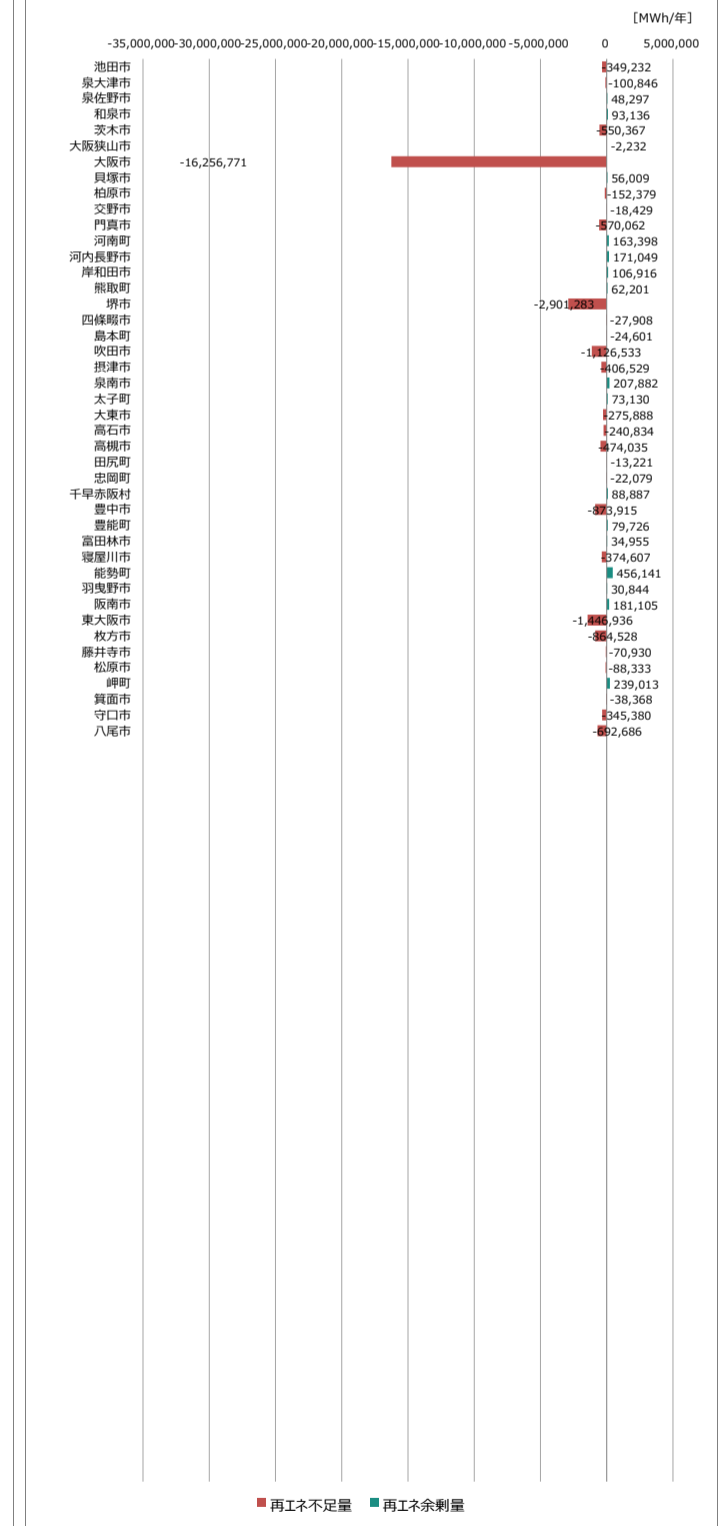 [MWh/年]
-35,000,000 -30,000,000 -25,000,000 -20,000,000 -15,000,000 -10,000,000 -5,000,000 0 5,000,000
池田市 -349,232
泉大津市 -100,846
泉佐野市 48,297
和泉市 93,136
茨木市 -550,367
大阪狭山市 -2,232
大阪市 -16,256,771
貝塚市 56,009
柏原市 -152,379
交野市 -18,429
門真市 -570,062
河南町 163,398
河内長野市 171,049
岸和田市 106,916
熊取町 62,201
堺市 -2,901,283
四條畷市 -27,908
島本町 -24,601
吹田市 -1,126,533
摂津市 -406,529
泉南市 207,882
太子町 73,130
大東市 -275,888
高石市 -240,834
高槻市 -474,035
田尻町 -13,221
忠岡町 -22,079
千早赤阪村 88,887
豊中市 -873,915
豊能町 79,726
富田林市 34,955
寝屋川市 -374,607
能勢町 456,141
羽曳野市 30,844
阪南市 181,105
東大阪市 -1,446,936
枚方市 -864,528
藤井寺市 -70,930
松原市 -88,333
岬町 239,013
箕面市 -38,368
守口市 -345,380
八尾市 -692,686
再エネ不足量 再エネ余剰量